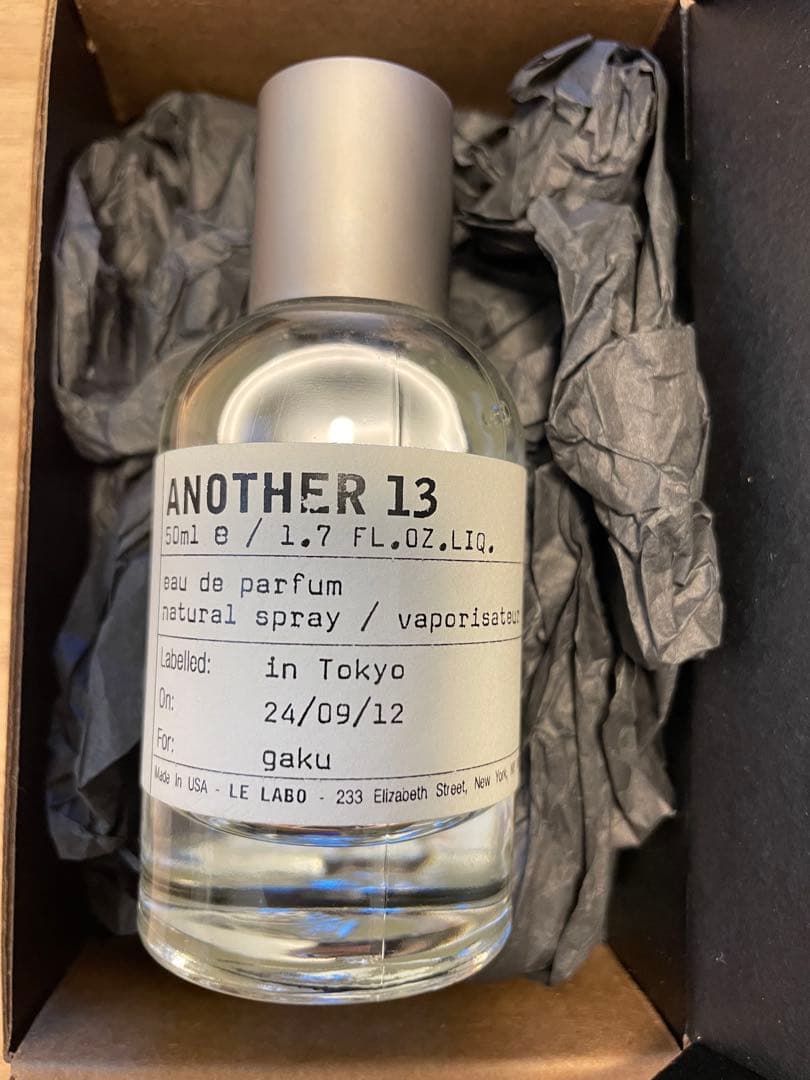 ANOTHER 13
50ml e / 1.7 FL.OZ.LIQ.
eau de parfum
natural spray / vaporisateur
Labelled: in Tokyo
On: 24/09/12
For: gaku
Made in USA - LE LABO - 233 Elizabeth Street, New York,